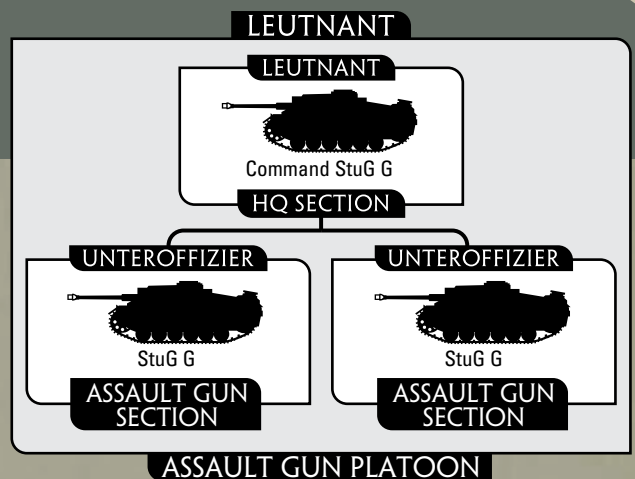 LEUTNANT
LEUTNANT
Command StuG G
HQ SECTION
UNTEROFFIZIER
StuG G
ASSAULT GUN
SECTION
UNTEROFFIZIER
StuG G
ASSAULT GUN
SECTION
ASSAULT GUN PLATOON